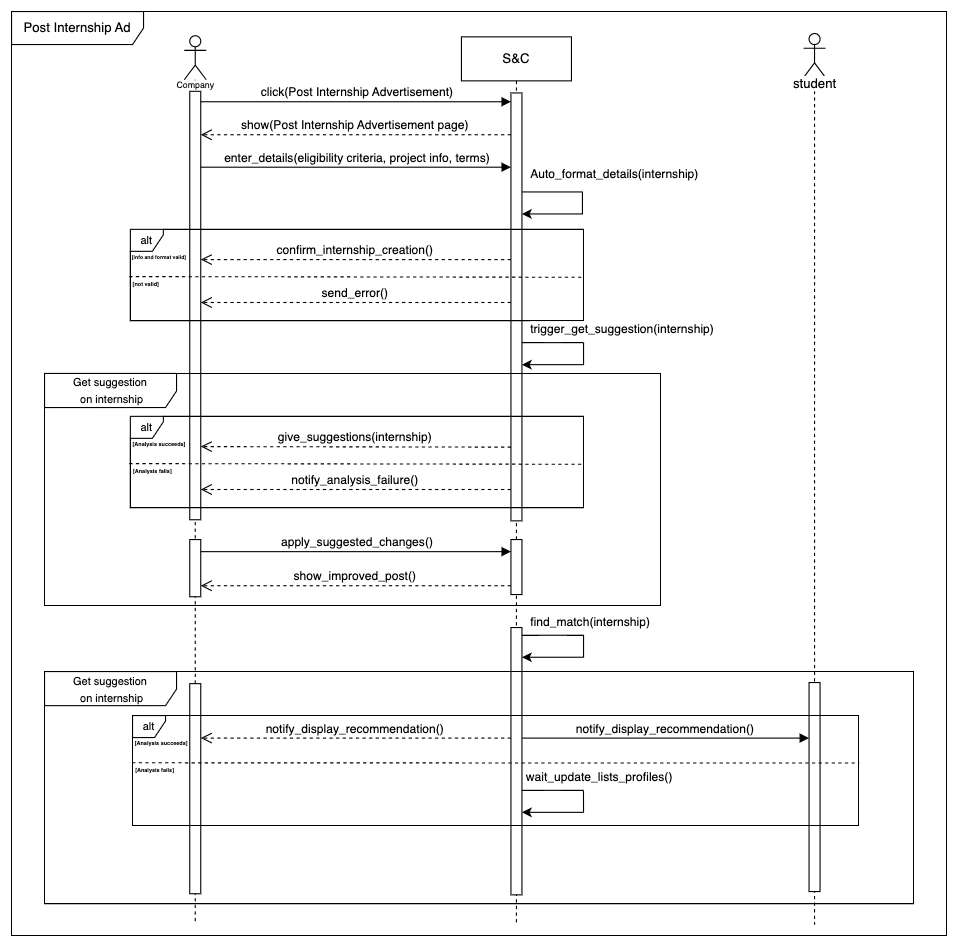 Post Internship Ad
Company
S&C
student
click(Post Internship Advertisement)
show(Post Internship Advertisement page)
enter_details(eligibility criteria, project info, terms)
Auto_format_details(internship)
alt
[info and format valid]
confirm_internship_creation()
[not valid]
send_error()
trigger_get_suggestion(internship)
Get suggestion
on internship
alt
[Analysis succeeds]
give_suggestions(internship)
[Analysis fails]
notify_analysis_failure()
apply_suggested_changes()
show_improved_post()
find_match(internship)
Get suggestion
on internship
alt
[Analysis succeeds]
notify_display_recommendation()
notify_display_recommendation()
[Analysis fails]
wait_update_lists_profiles()